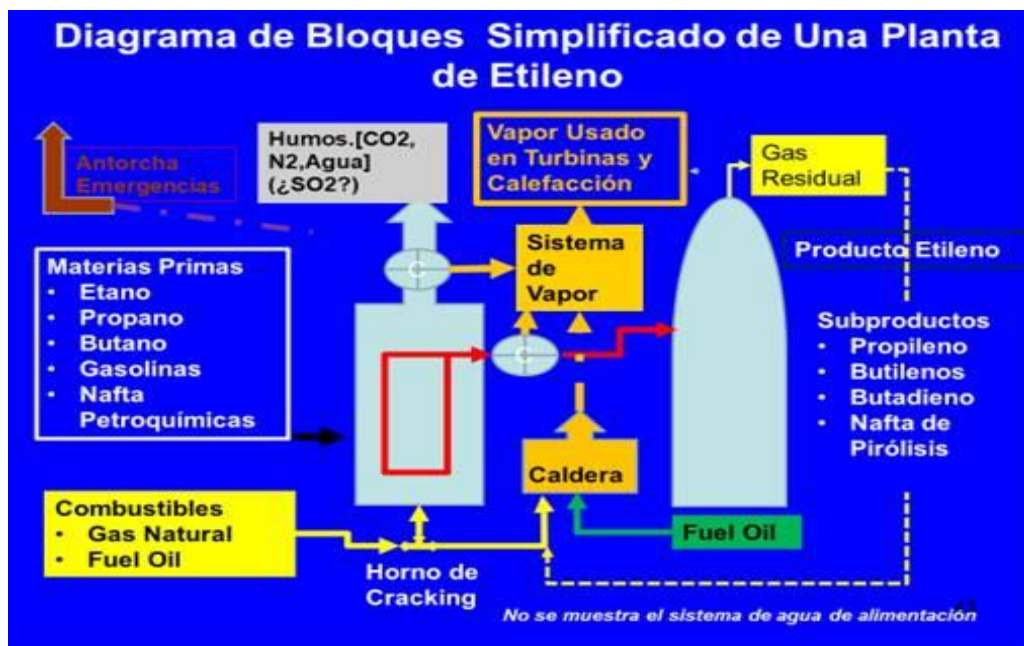 Diagrama de Bloques Simplificado de Una Planta
de Etileno
Antorcha
Emergencias
Humos.[CO2,
N2,Agua]
(¿SO2?)
Vapor Usado
en Turbinas y
Calefacción
Gas
Residual
Materias Primas
• Etano
• Propano
• Butano
• Gasolinas
• Nafta
Petroquímicas
C
Sistema
de
Vapor
C
Producto Etileno
Subproductos
• Propileno
• Butilenos
• Butadieno
• Nafta de
Pirólisis
Caldera
Combustibles
• Gas Natural
• Fuel Oil
Fuel Oil
Horno de
Cracking
No se muestra el sistema de agua de alimentación